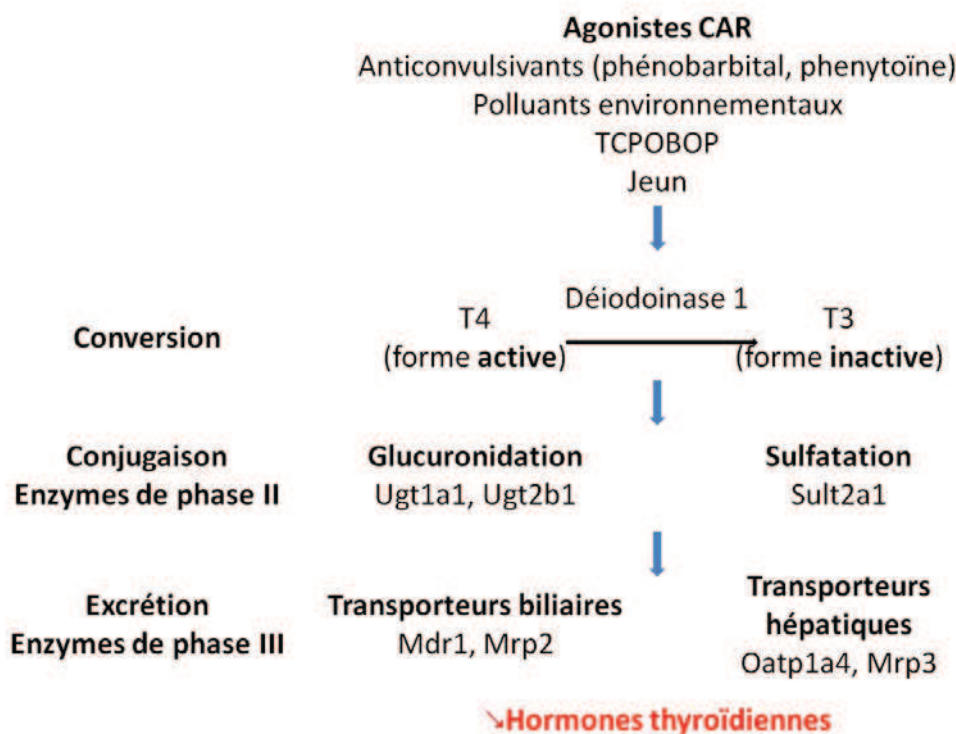 Agonistes CAR
Anticonvulsivants (phénobarbital, phenytoïne)
Polluants environnementaux
TCPOBOP
Jeun
Conversion
T4
(forme active)
Déiodoinase 1
T3
(forme inactive)
Conjugaison
Enzymes de phase II
Glucuronidation
Ugt1a1, Ugt2b1
Sulfatation
Sult2a1
Excrétion
Enzymes de phase III
Transporteurs biliaires
Mdr1, Mrp2
Transporteurs
hépatiques
Oatp1a4, Mrp3
↘Hormones thyroïdiennes